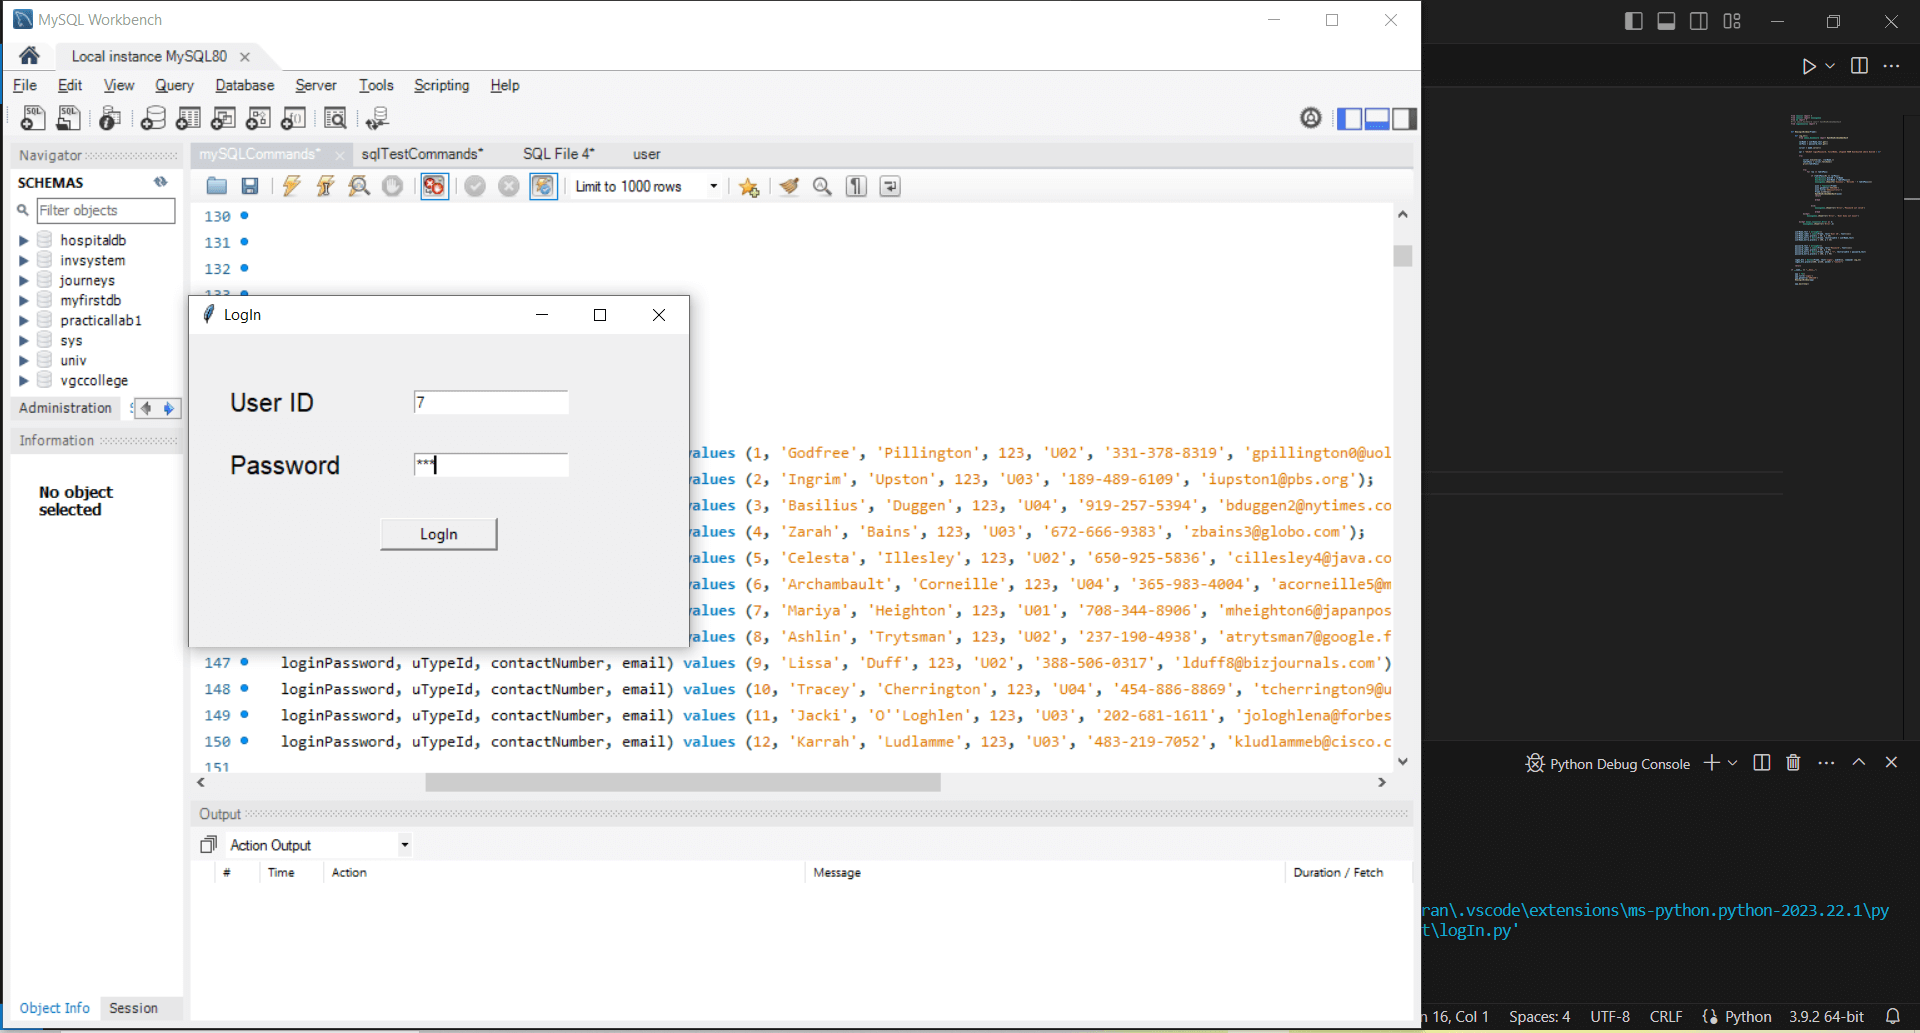 MySQL Workbench
Local instance MySQL80
File Edit View Query Database Server Tools Scripting Help
Navigator
mySQLCommands* sqlTestCommands* SQL File 4* user
SCHEMAS
Limit to 1000 rows
Filter objects
130
131
132
133
hospitaldb
invsystem
journeys
myfirstdb
practicallab1
sys
univ
vgccollege
Administration
Information
No object
selected
LogIn
User ID 7
Password ***
LogIn
values (1, 'Godfree', 'Pillington', 123, 'U02', '331-378-8319', 'gpillington0@uol
values (2, 'Ingrim', 'Upston', 123, 'U03', '189-489-6109', 'iupston1@pbs.org');
values (3, 'Basilius', 'Duggen', 123, 'U04', '919-257-5394', 'bduggen2@nytimes.co
values (4, 'Zarah', 'Bains', 123, 'U03', '672-666-9383', 'zbains3@globo.com');
values (5, 'Celesta', 'Illesley', 123, 'U02', '650-925-5836', 'cillesley4@java.co
values (6, 'Archambault', 'Corneille', 123, 'U04', '365-983-4004', 'acorneille5@m
values (7, 'Mariya', 'Heighton', 123, 'U01', '708-344-8906', 'mheighton6@japanpos
values (8, 'Ashlin', 'Trytsman', 123, 'U02', '237-190-4938', 'atrytsman7@google.f
147 loginPassword, uTypeId, contactNumber, email) values (9, 'Lissa', 'Duff', 123, 'U02', '388-506-0317', 'lduff8@bizjournals.com')
148 loginPassword, uTypeId, contactNumber, email) values (10, 'Tracey', 'Cherrington', 123, 'U04', '454-886-8869', 'tcherrington9@u
149 loginPassword, uTypeId, contactNumber, email) values (11, 'Jacki', 'O''Loghlen', 123, 'U03', '202-681-1611', 'jologhlena@forbes
150 loginPassword, uTypeId, contactNumber, email) values (12, 'Karrah', 'Ludlamme', 123, 'U03', '483-219-7052', 'kludlammeb@cisco.c
151
Output
Action Output
# Time Action Message Duration / Fetch
Object Info Session
Python Debug Console
ran\.vscode\extensions\ms-python.python-2023.22.1\py
t\logIn.py'
16, Col 1 Spaces: 4 UTF-8 CRLF Python 3.9.2 64-bit